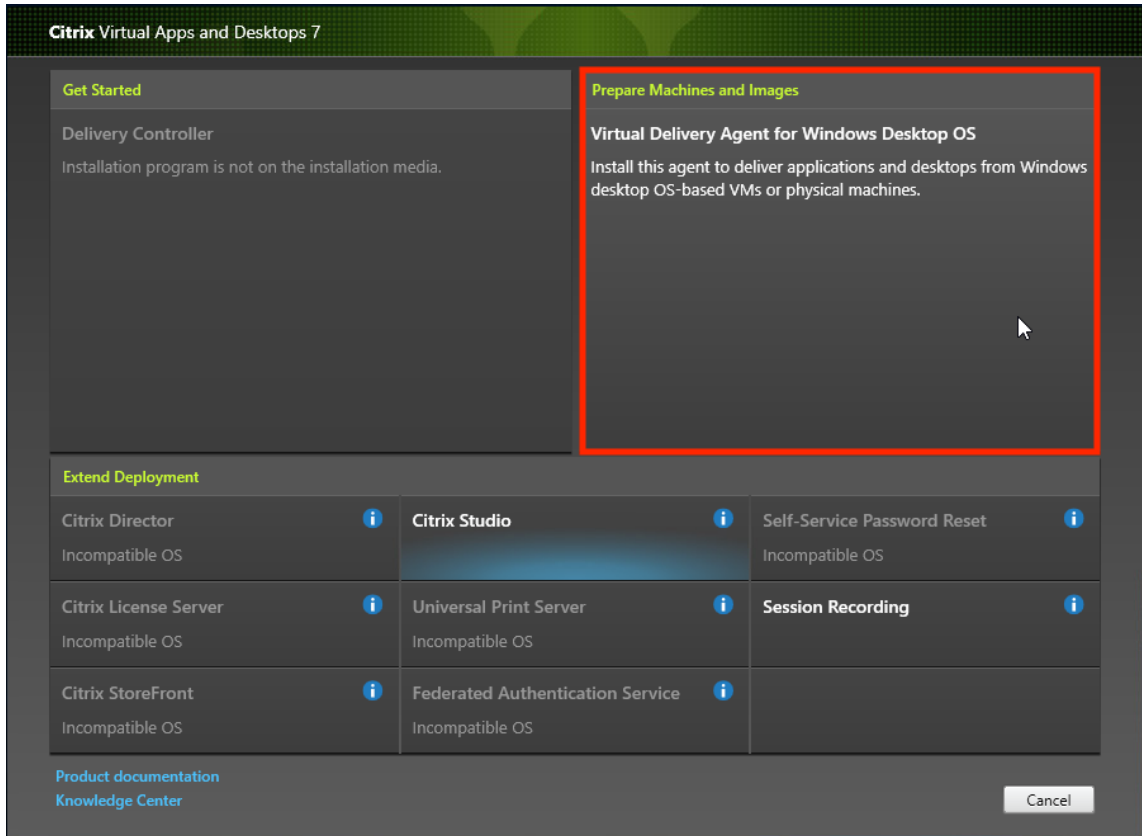 Citrix Virtual Apps and Desktops 7
Get Started
Delivery Controller
Installation program is not on the installation media.
Prepare Machines and Images
Virtual Delivery Agent for Windows Desktop OS
Install this agent to deliver applications and desktops from Windows
desktop OS-based VMs or physical machines.
Extend Deployment
Citrix Director
Incompatible OS
Citrix Studio
Self-Service Password Reset
Incompatible OS
Citrix License Server
Incompatible OS
Universal Print Server
Incompatible OS
Session Recording
Citrix StoreFront
Incompatible OS
Federated Authentication Service
Incompatible OS
Product documentation
Knowledge Center
Cancel